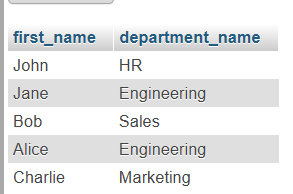 first_name department_name
John HR
Jane Engineering
Bob Sales
Alice Engineering
Charlie Marketing